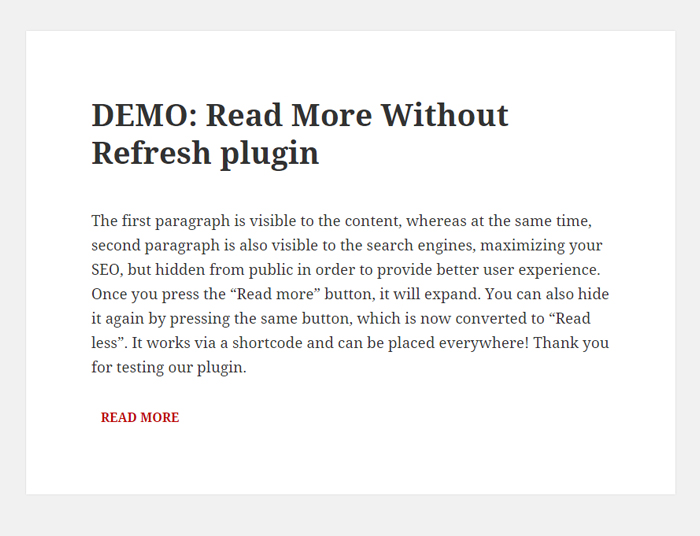 DEMO: Read More Without
Refresh plugin
The first paragraph is visible to the content, whereas at the same time,
second paragraph is also visible to the search engines, maximizing your
SEO, but hidden from public in order to provide better user experience.
Once you press the “Read more” button, it will expand. You can also hide
it again by pressing the same button, which is now converted to “Read
less”. It works via a shortcode and can be placed everywhere! Thank you
for testing our plugin.
READ MORE